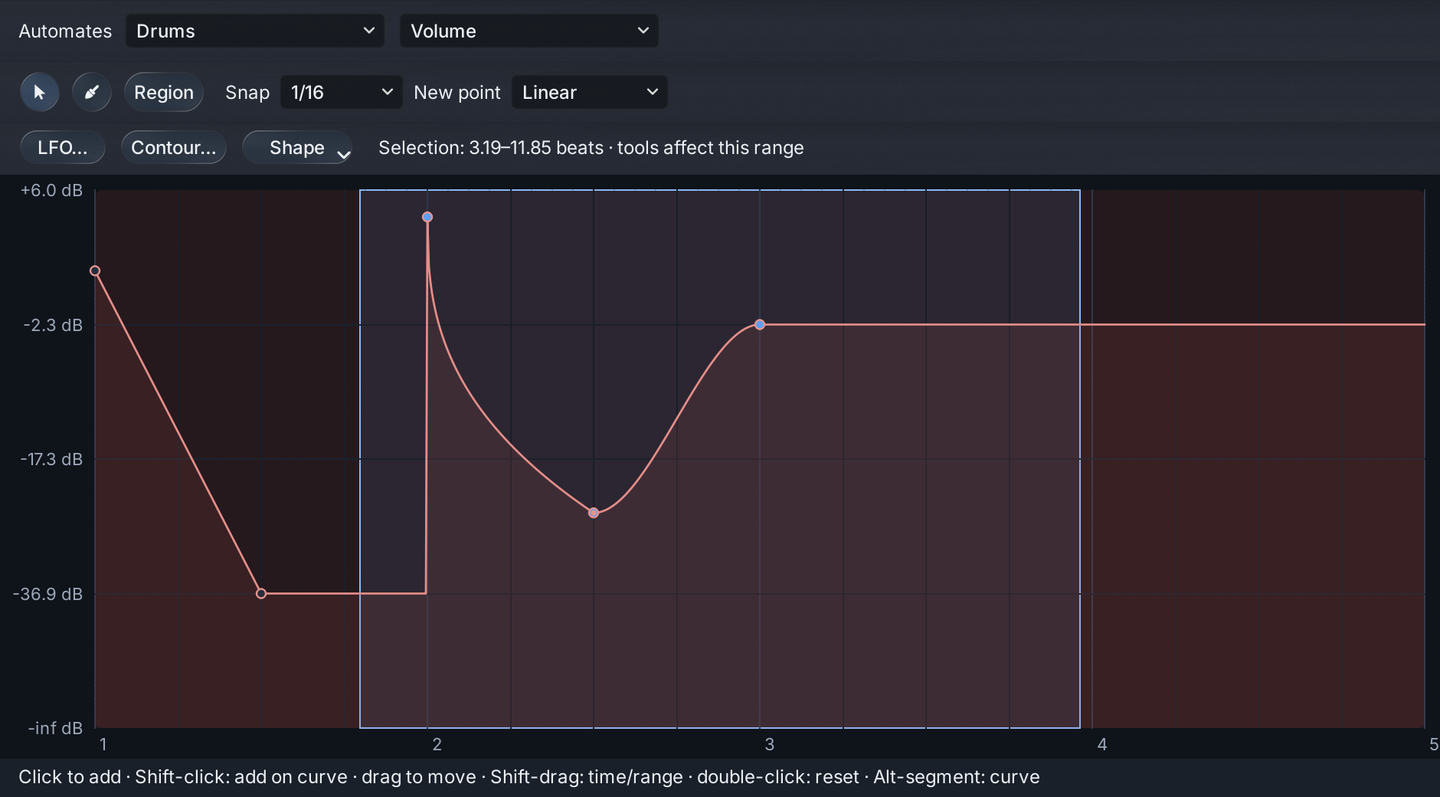 Automates Drums Volume
Region Snap 1/16 New point Linear
LFO... Contour... Shape Selection: 3.19–11.85 beats · tools affect this range
+6.0 dB
-2.3 dB
-17.3 dB
-36.9 dB
-inf dB
1 2 3 4 5
Click to add · Shift-click: add on curve · drag to move · Shift-drag: time/range · double-click: reset · Alt-segment: curve